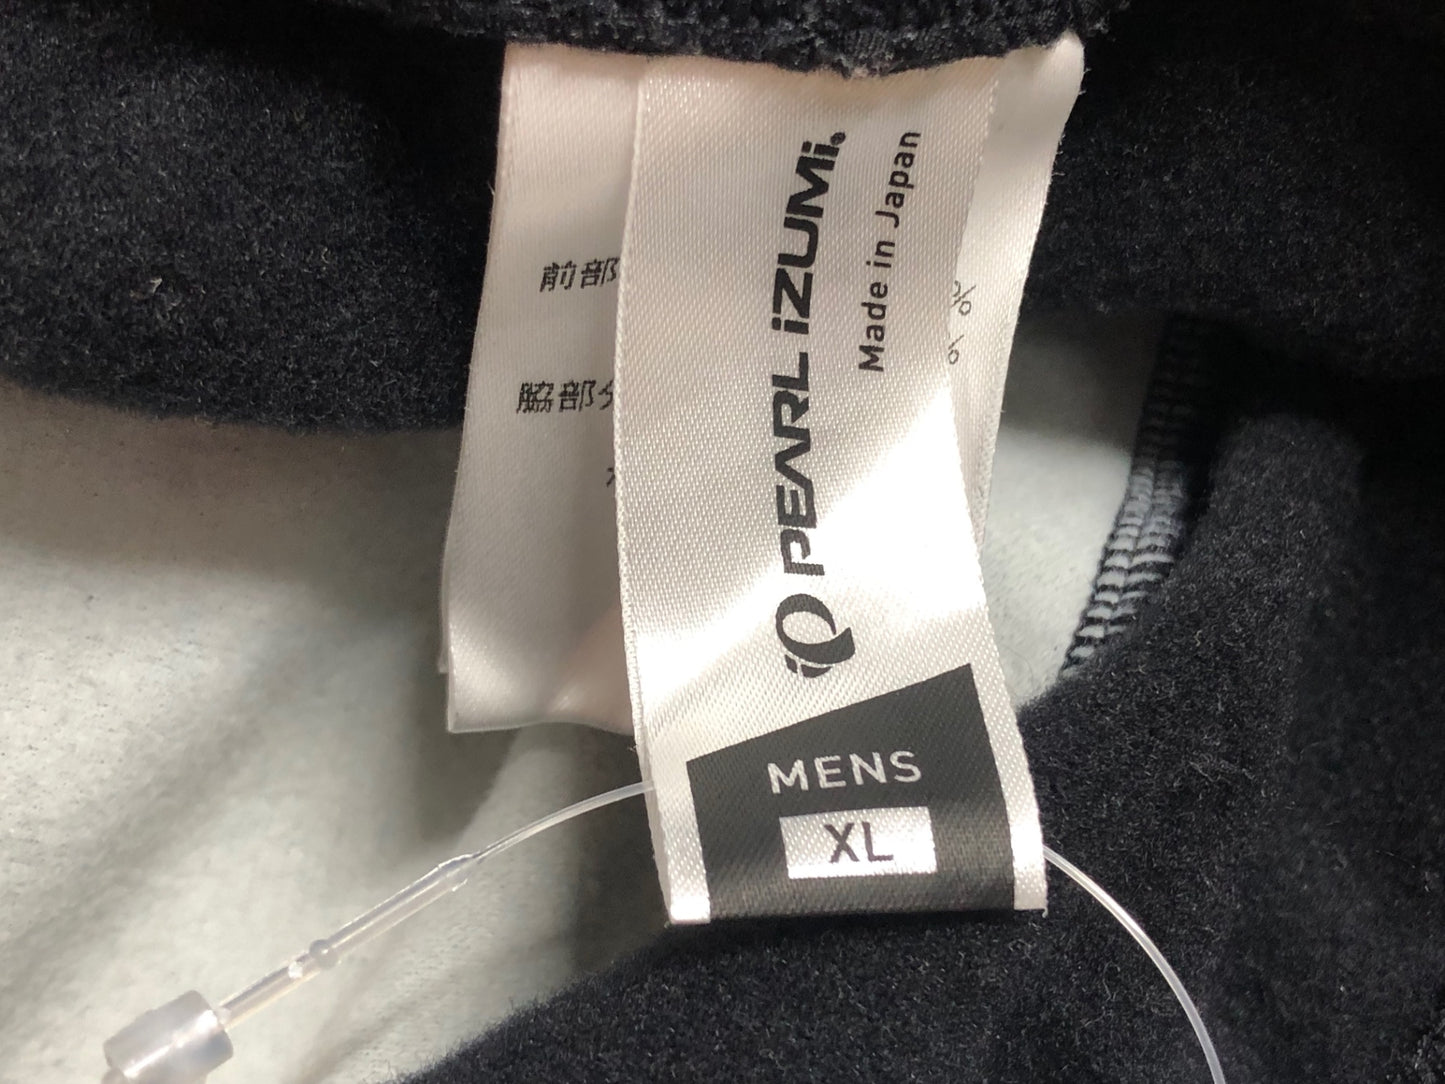 PEARL iZUMi
Made in Japan
MENS
XL
前部
脇部
%